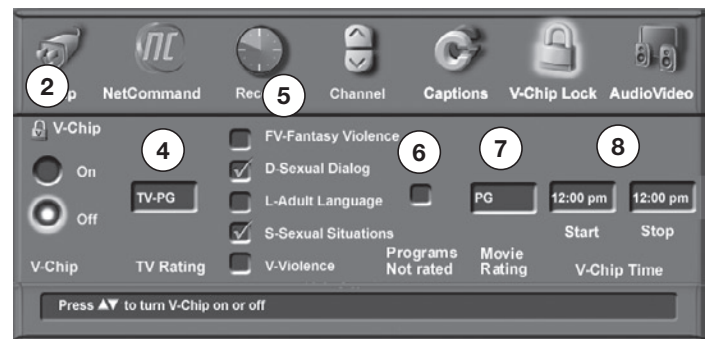 NC
2 p NetCommand Rec 5 Channel Captions V-Chip Lock AudioVideo
V-Chip
On
Off
V-Chip
4
TV-PG
TV Rating
FV-Fantasy Violence
D-Sexual Dialog
L-Adult Language
S-Sexual Situations
V-Violence
6
Programs
Not rated
7
PG
Movie
Rating
8
12:00 pm 12:00 pm
Start Stop
V-Chip Time
Press ▲▼ to turn V-Chip on or off